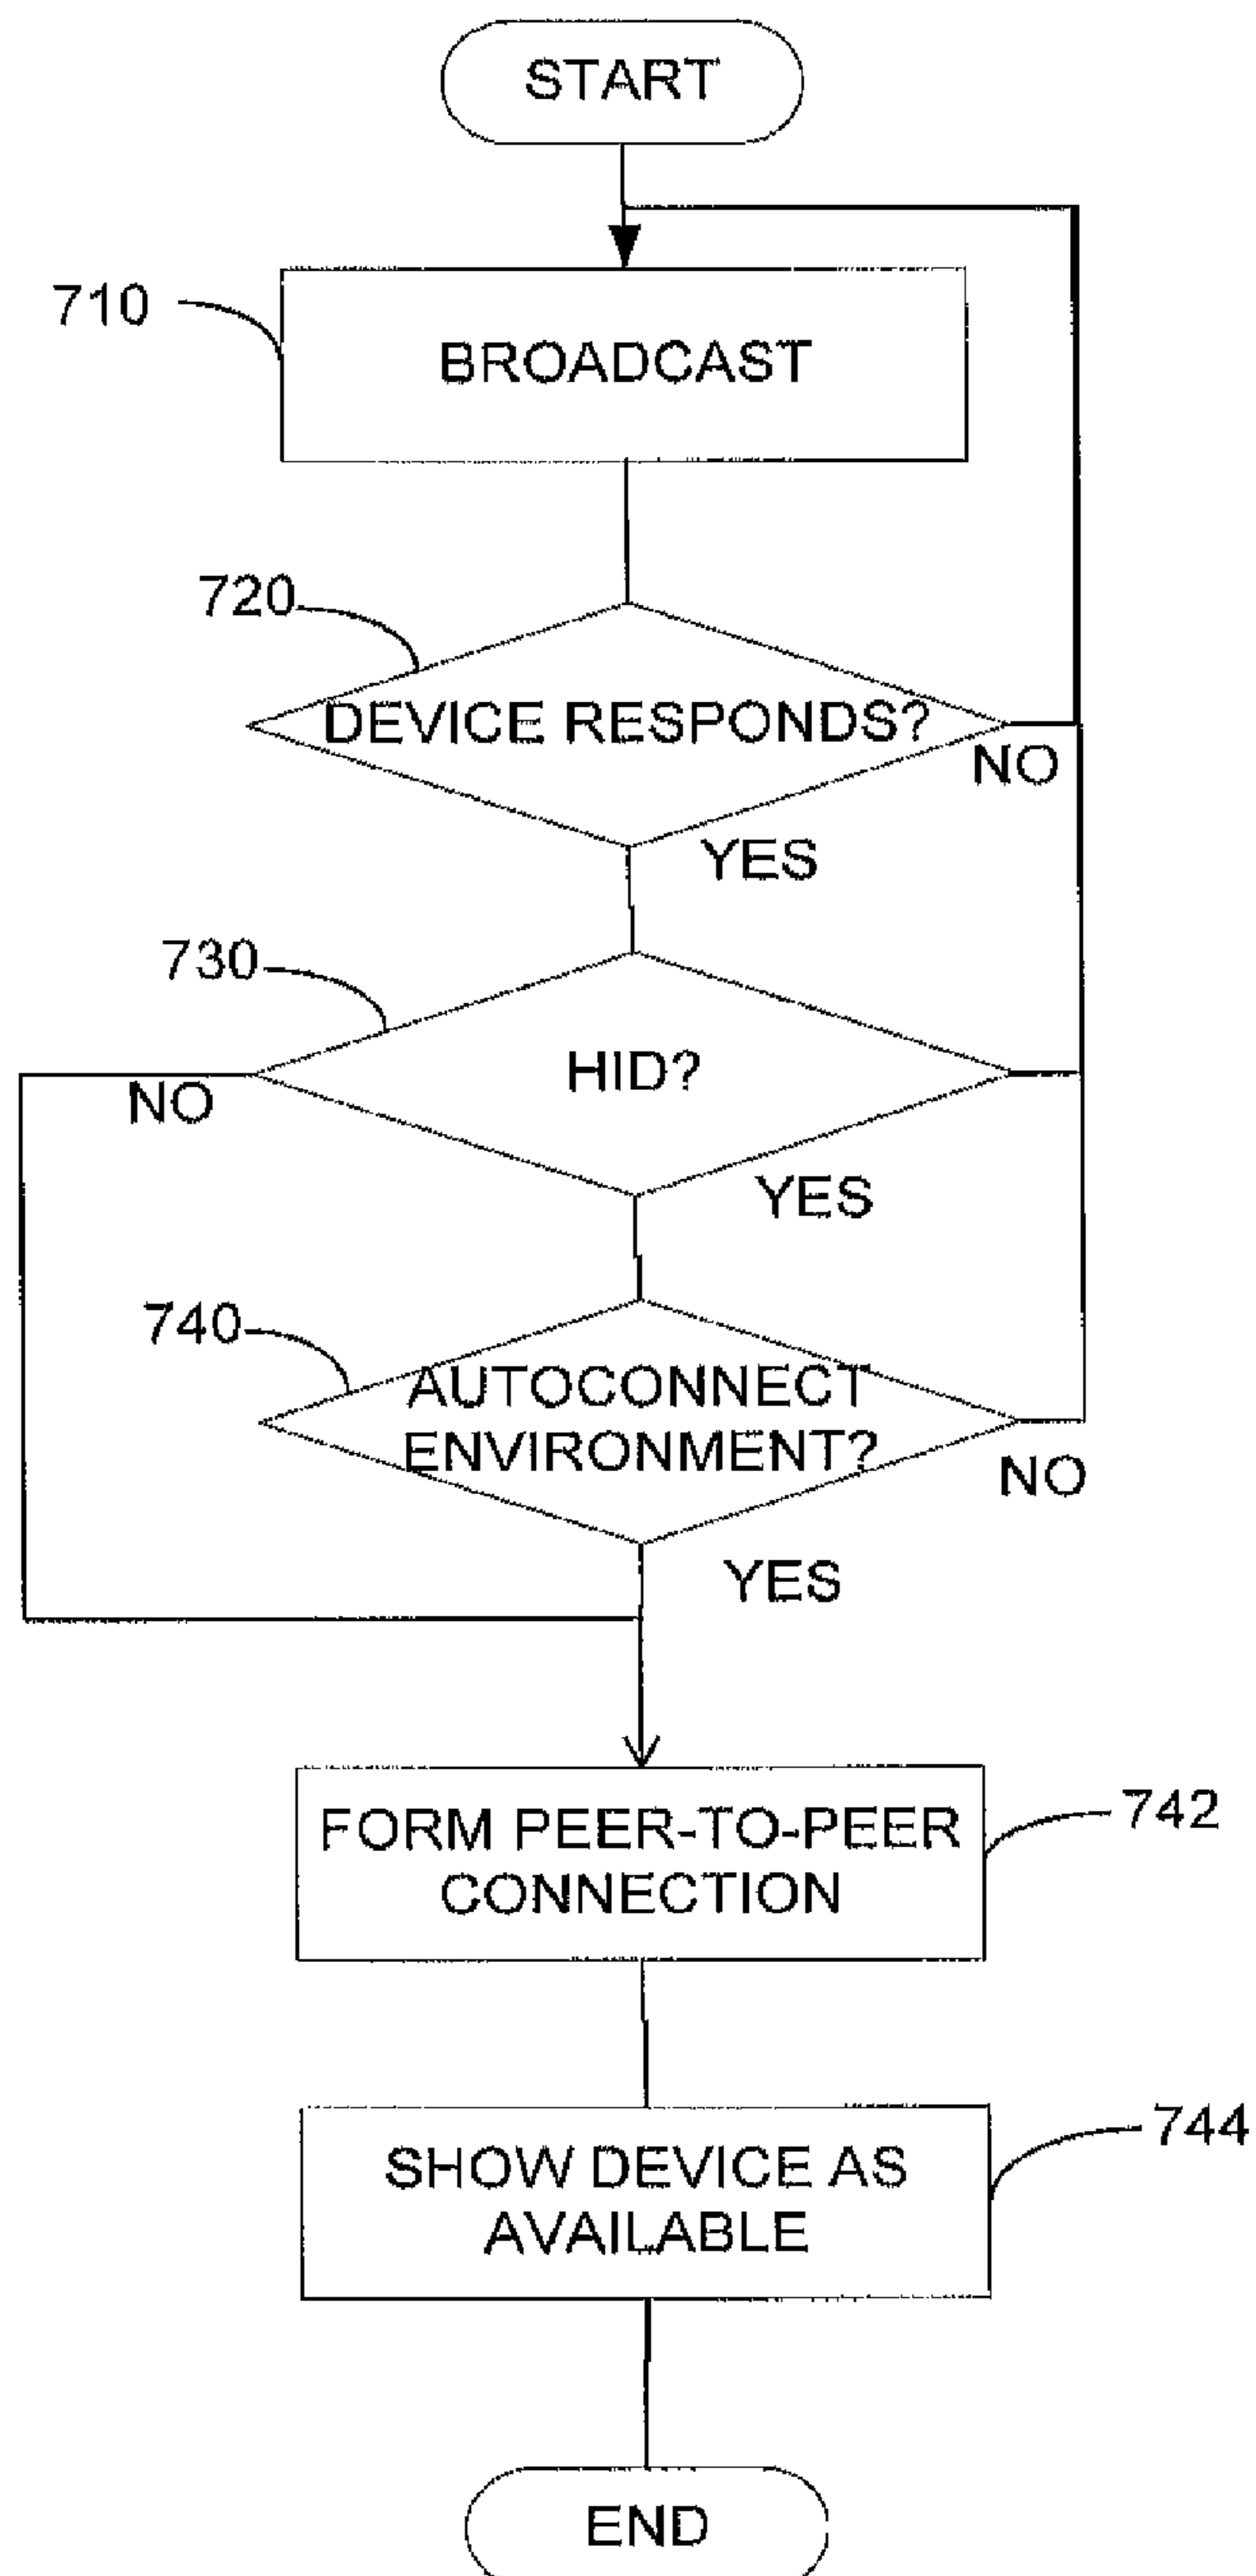 START
710
BROADCAST
720
DEVICE RESPONDS?
NO
YES
730
HID?
NO
YES
740
AUTOCONNECT
ENVIRONMENT?
NO
YES
FORM PEER-TO-PEER
CONNECTION
742
SHOW DEVICE AS
AVAILABLE
744
END